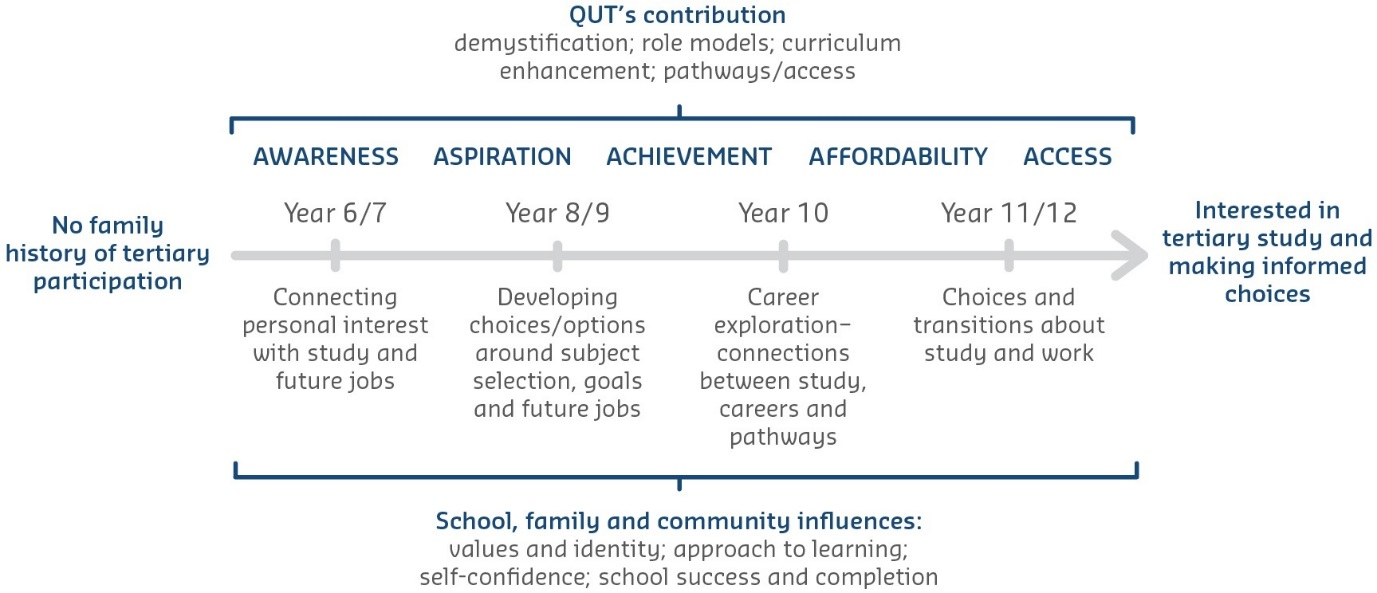 QUT's contribution
demystification; role models; curriculum
enhancement; pathways/access
AWARENESS ASPIRATION ACHIEVEMENT AFFORDABILITY ACCESS
No family
history of tertiary
participation
Year 6/7
Connecting
personal interest
with study and
future jobs
Year 8/9
Developing
choices/options
around subject
selection, goals
and future jobs
Year 10
Career
exploration–
connections
between study,
careers and
pathways
Year 11/12
Choices and
transitions about
study and work
Interested in
tertiary study and
making informed
choices
School, family and community influences:
values and identity; approach to learning;
self-confidence; school success and completion